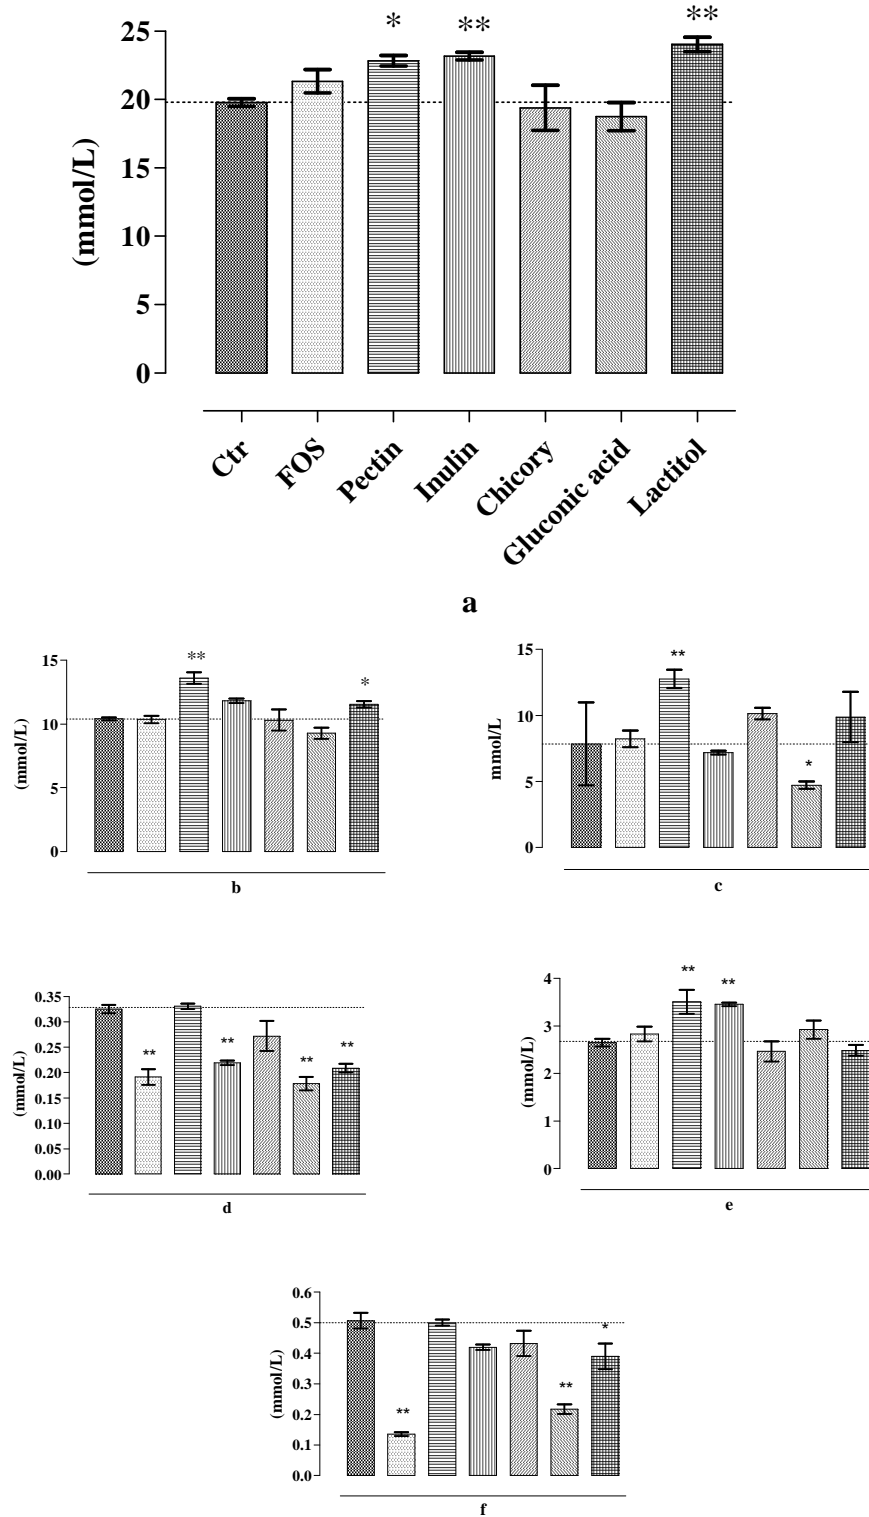 * ** **
25
20
15
10
5
0
(mmol/L)
Ctr
FOS
Pectin
Inulin
Chicory
Gluconic acid
Lactitol
a
** *
15
10
5
0
(mmol/L)
b
** *
15
10
5
0
mmol/L
c
** ** ** **
0.35
0.30
0.25
0.20
0.15
0.10
0.05
0.00
(mmol/L)
d
** **
4
3
2
1
0
(mmol/L)
e
** ** *
0.6
0.5
0.4
0.3
0.2
0.1
0.0
(mmol/L)
f